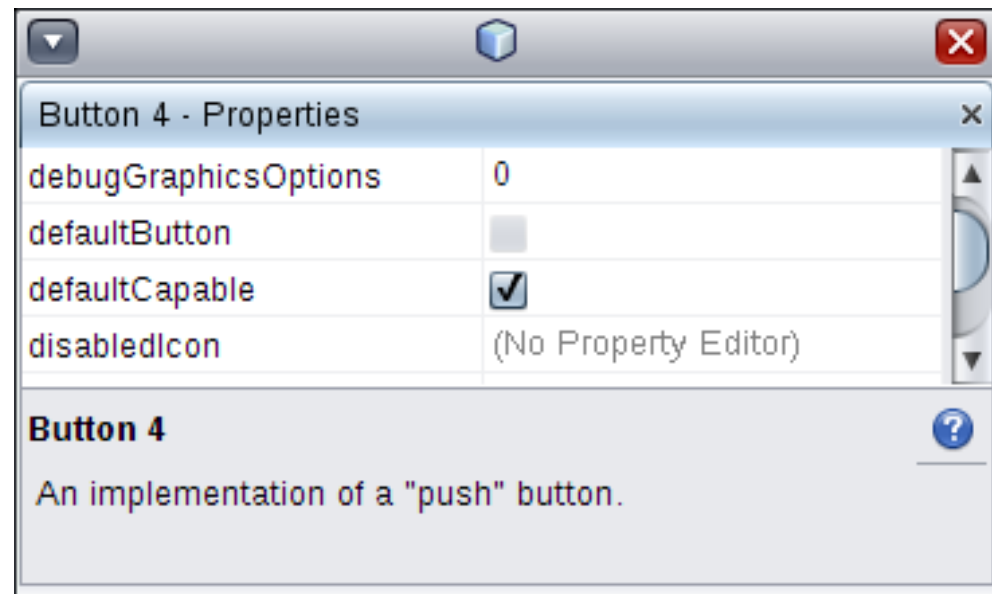 Button 4 - Properties
debugGraphicsOptions 0
defaultButton
defaultCapable
disabledIcon (No Property Editor)
Button 4
An implementation of a "push" button.